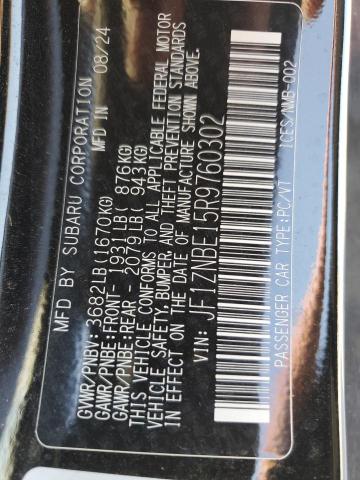 MFD BY SUBARU CORPORATION
MFD IN 08/24
GVWR/PNBV: 3682LB(1670KG)
GAWR/PNBE:FRONT- 1931LB( 876KG)
GAWR/PNBE:REAR - 2079LB( 943KG)
THIS VEHICLE CONFORMS TO ALL APPLICABLE FEDERAL MOTOR
VEHICLE SAFETY,BUMPER, AND THEFT PREVENTION STANDARDS
IN EFFECT ON THE DATE OF MANUFACTURE SHOWN ABOVE.
VIN: JF1ZNBE15R9760302
ICES/NMB-002
PASSENGER CAR TYPE:PC/VT